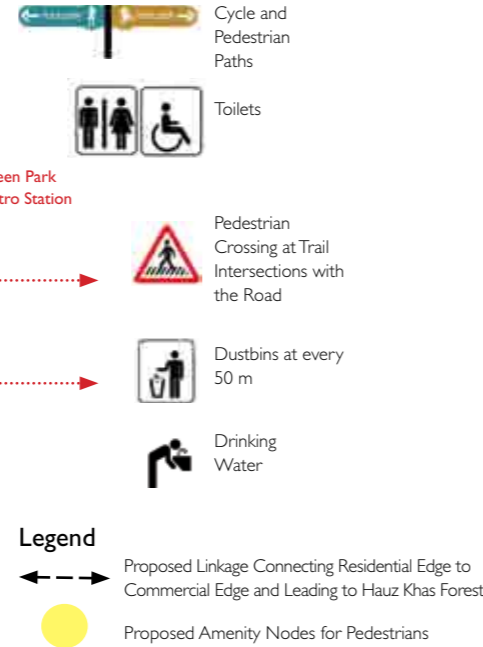 Cycle and
Pedestrian
Paths
Toilets
een Park
tro Station
Pedestrian
Crossing at Trail
Intersections with
the Road
Dustbins at every
50 m
Drinking
Water
Legend
Proposed Linkage Connecting Residential Edge to
Commercial Edge and Leading to Hauz Khas Forest
Proposed Amenity Nodes for Pedestrians